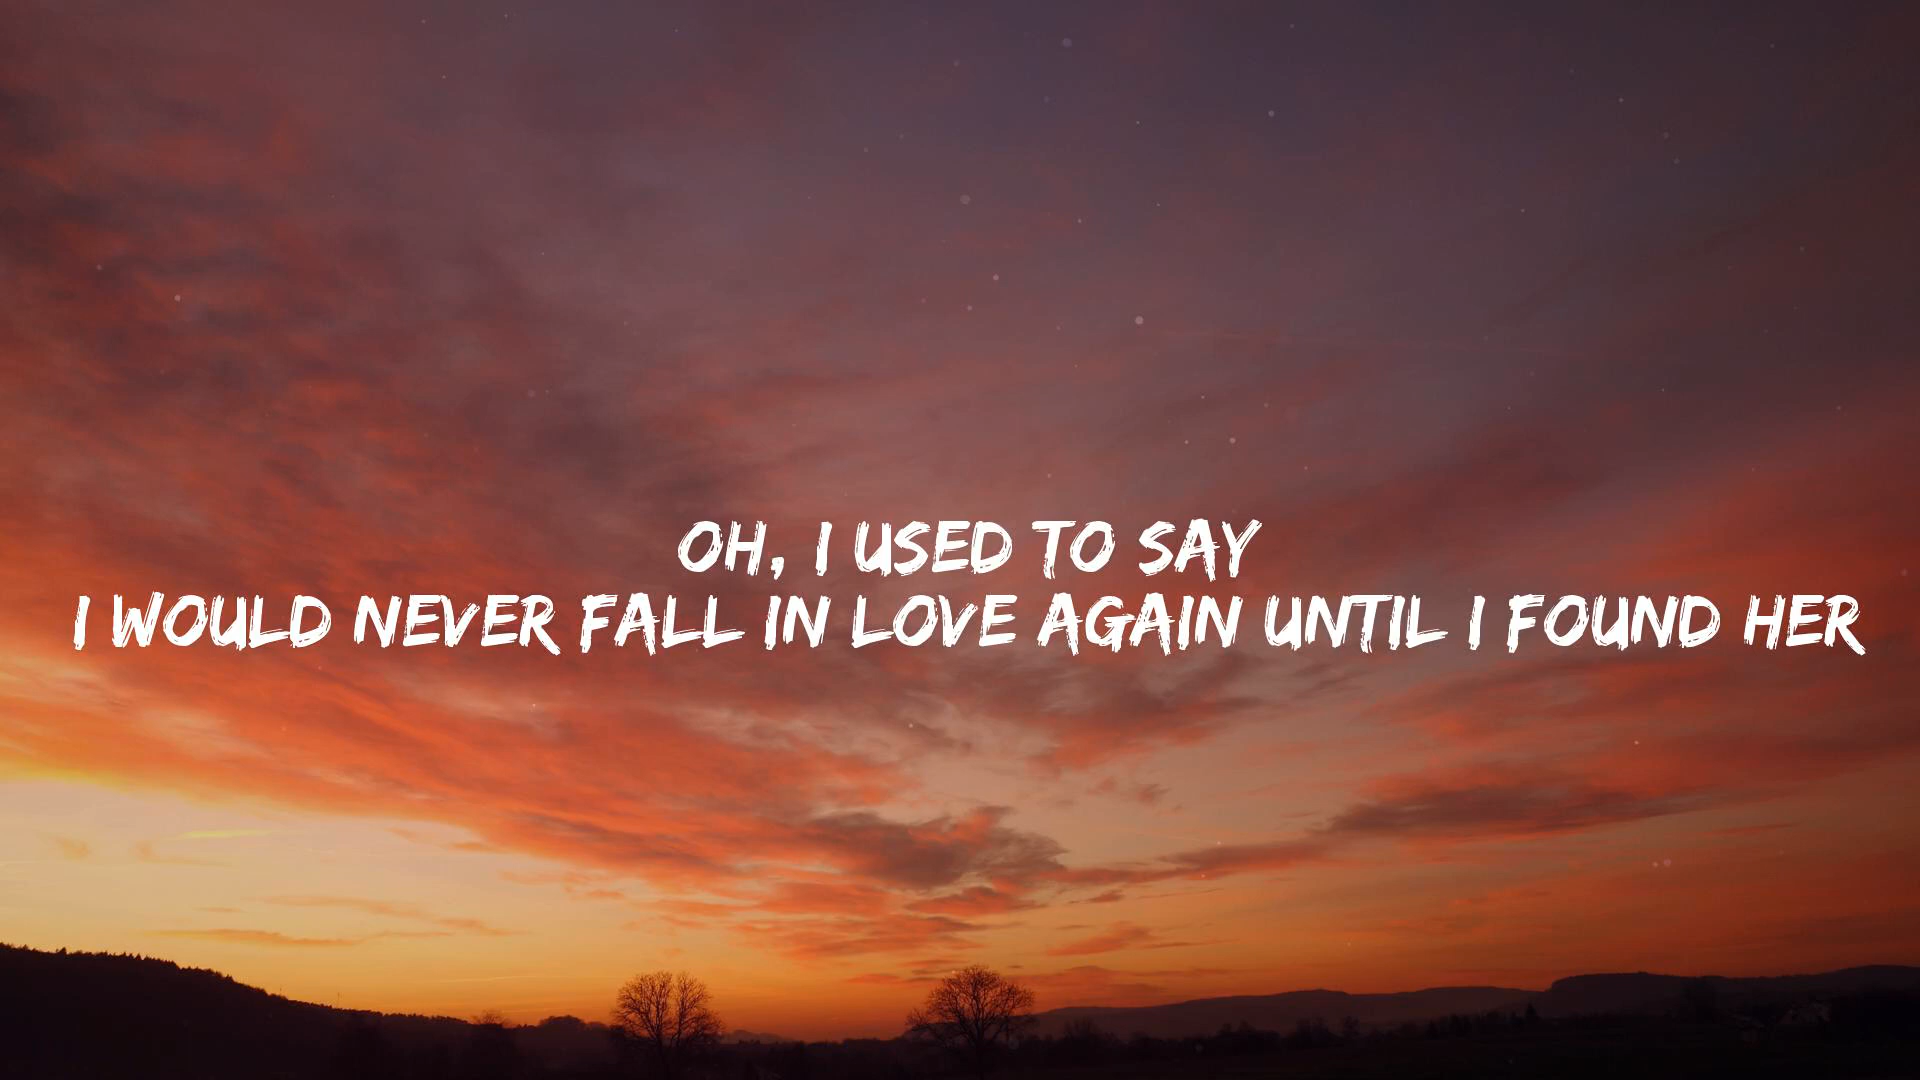 OH, I USED TO SAY
I WOULD NEVER FALL IN LOVE AGAIN UNTIL I FOUND HER